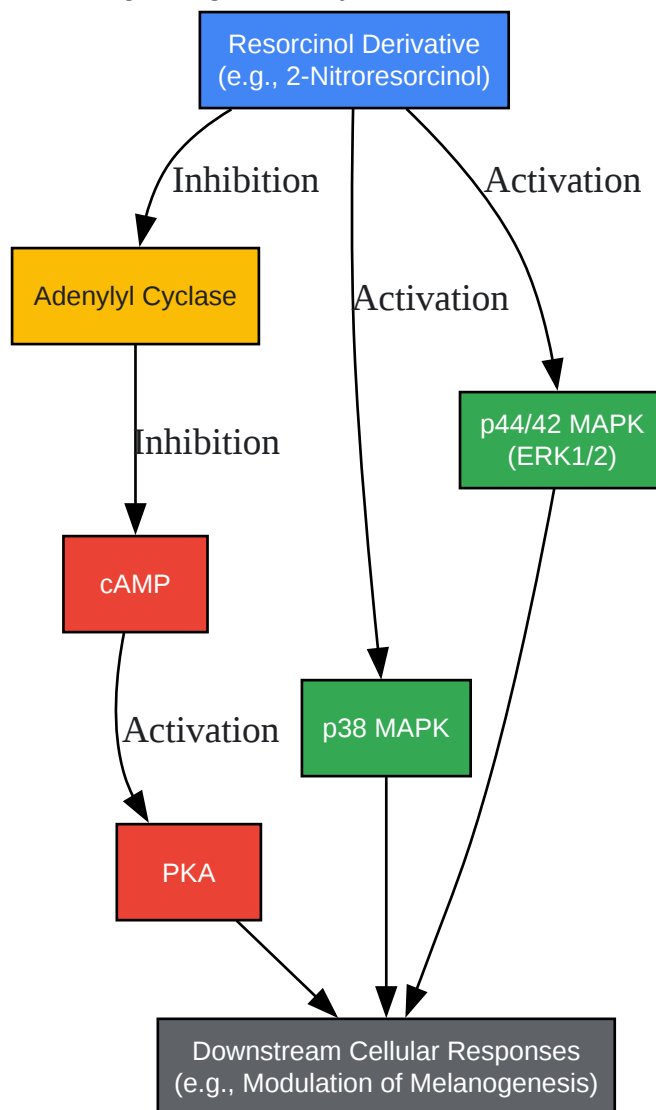 Resorcinol Derivative
(e.g., 2-Nitroresorcinol)
Inhibition
Activation
Adenylyl Cyclase
Activation
p44/42 MAPK
(ERK1/2)
Inhibition
cAMP
p38 MAPK
Activation
PKA
Downstream Cellular Responses
(e.g., Modulation of Melanogenesis)